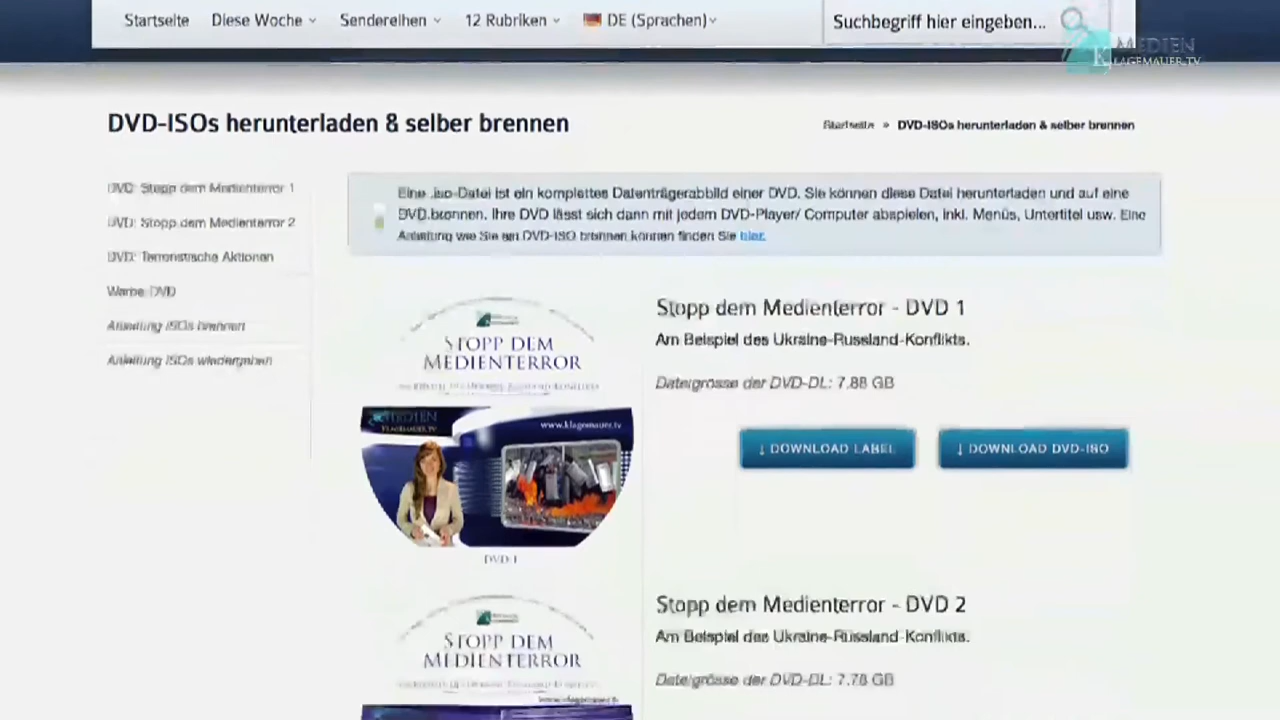 Startseite
Diese Woche
Sendereihen
12 Rubriken
DE (Sprachen)
Suchbegriff hier eingeben...
MEDIEN
KLAGEMAUER.TV
DVD-ISOs herunterladen & selber brennen
Startseite » DVD-ISOs herunterladen & selber brennen
DVD: Stopp dem Medienterror 1
DVD: Stopp dem Medienterror 2
DVD: Terroristische Aktionen
Werbe DVD
Anleitung ISOs brennen
Anleitung ISOs wiedergeben
Eine .iso-Datei ist ein komplettes Datenträgerabbild einer DVD. Sie können diese Datei herunterladen und auf eine
DVD brennen. Ihre DVD lässt sich dann mit jedem DVD-Player/ Computer abspielen, inkl. Menüs, Untertitel usw. Eine
Anleitung wie Sie ein DVD-ISO brennen können finden Sie hier.
STOPP DEM
MEDIENTERROR
MEDIEN
KLAGEMAUER.TV
www.klagemauer.tv
DVD 1
Stopp dem Medienterror - DVD 1
Am Beispiel des Ukraine-Russland-Konflikts.
Dateigrösse der DVD-DL: 7.88 GB
↓ DOWNLOAD LABEL
↓ DOWNLOAD DVD-ISO
STOPP DEM
MEDIENTERROR
www.klagemauer.tv
Stopp dem Medienterror - DVD 2
Am Beispiel des Ukraine-Russland-Konflikts.
Dateigrösse der DVD-DL: 7.78 GB